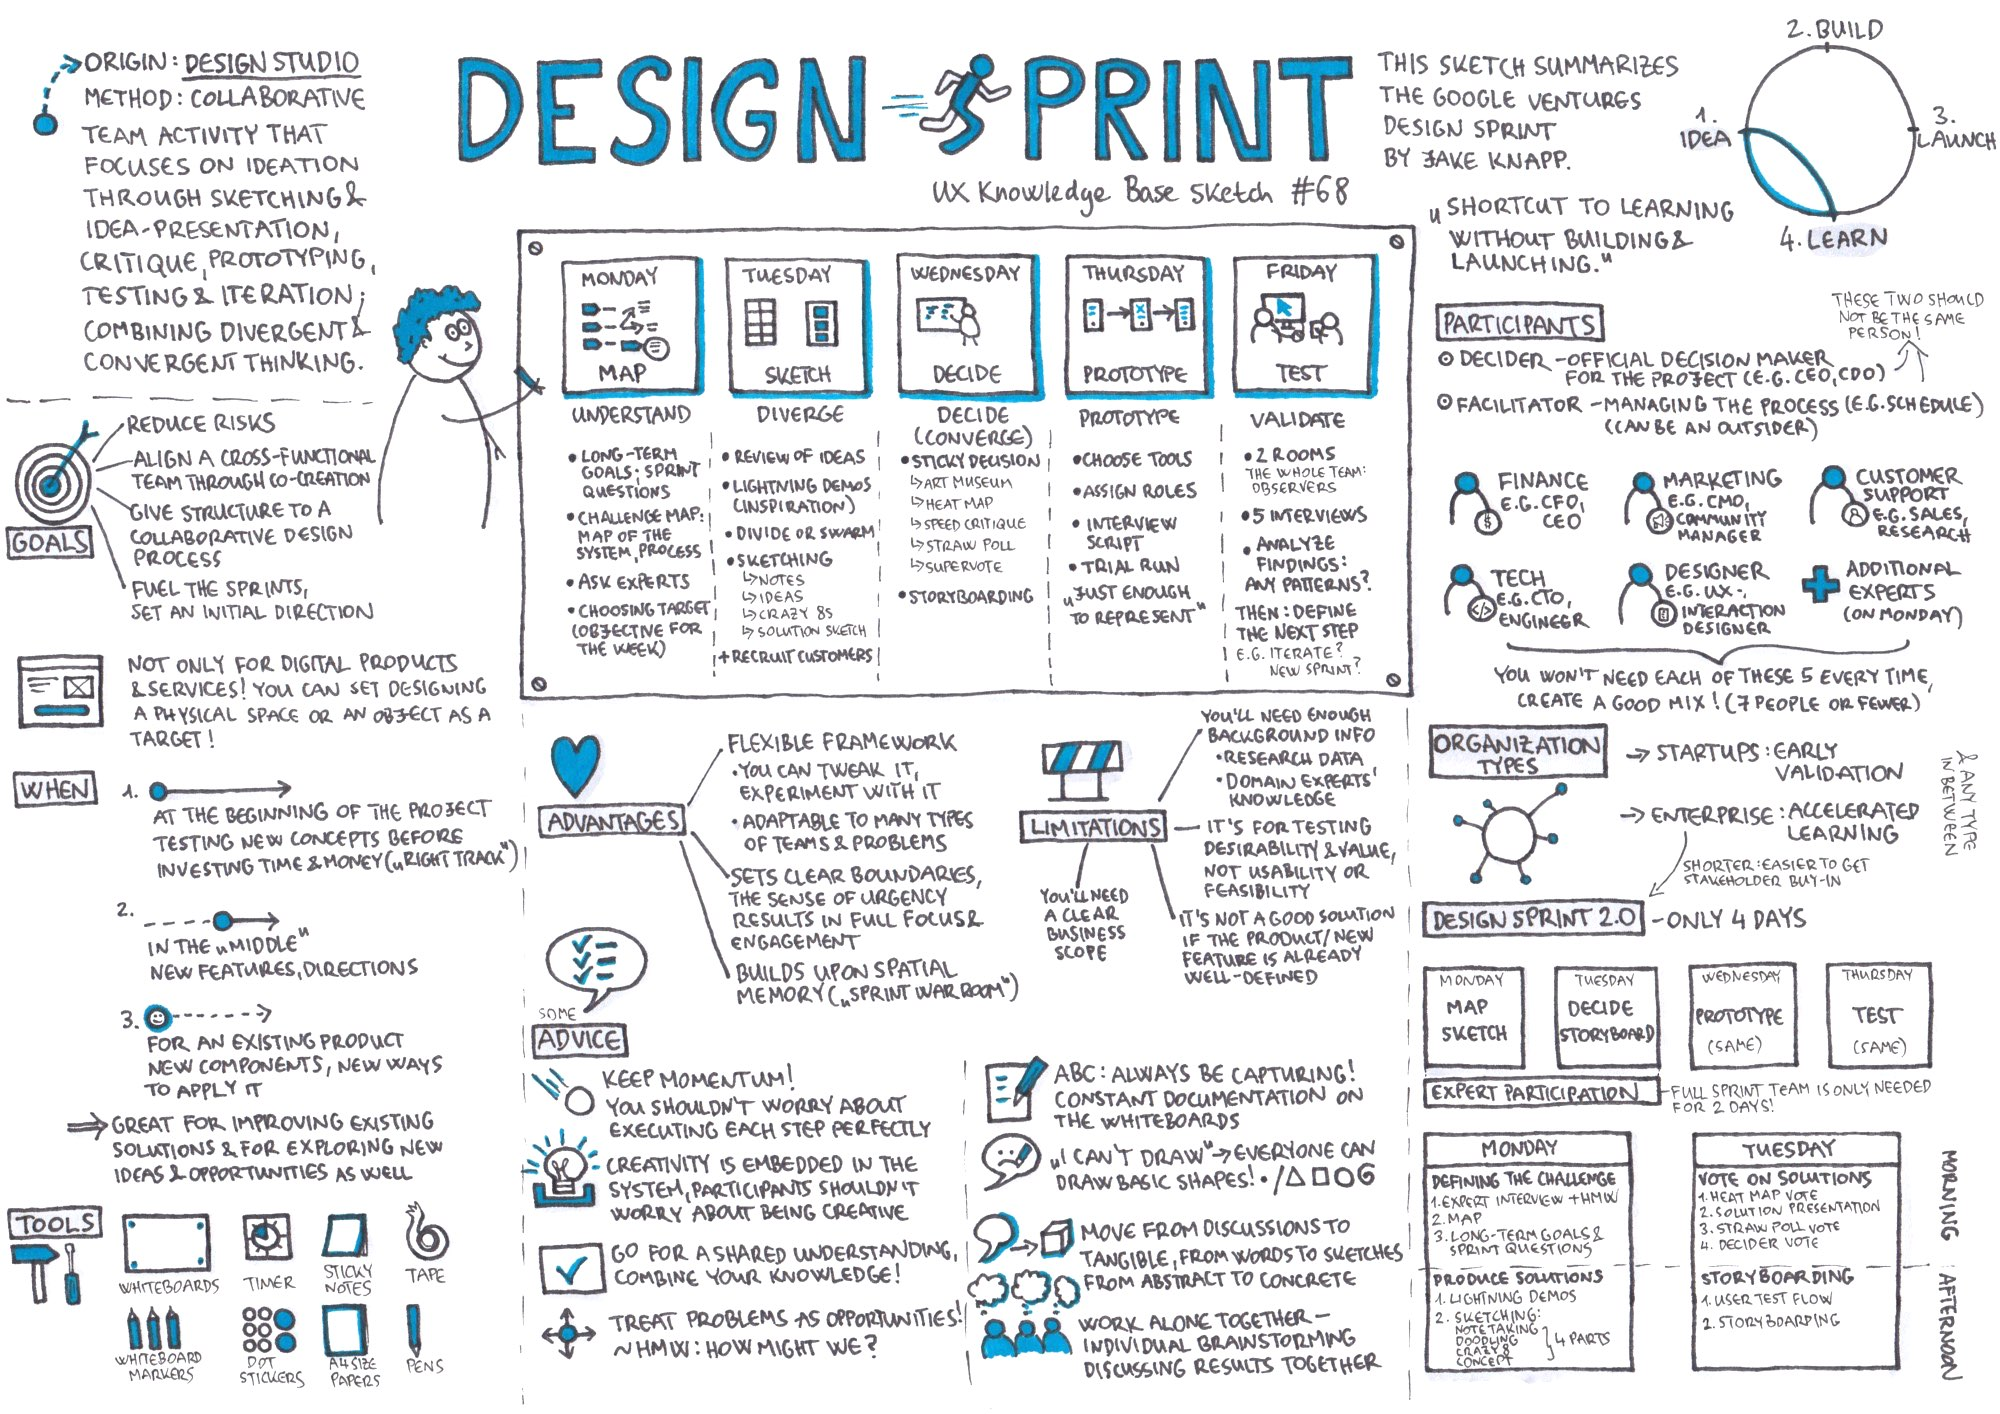 ORIGIN: DESIGN STUDIO
METHOD: COLLABORATIVE
TEAM ACTIVITY THAT
FOCUSES ON IDEATION
THROUGH SKETCHING &
IDEA-PRESENTATION,
CRITIQUE, PROTOTYPING,
TESTING & ITERATION;
COMBINING DIVERGENT &
CONVERGENT THINKING.
GOALS
REDUCE RISKS
ALIGN A CROSS-FUNCTIONAL
TEAM THROUGH CO-CREATION
GIVE STRUCTURE TO A
COLLABORATIVE DESIGN
PROCESS
FUEL THE SPRINTS,
SET AN INITIAL DIRECTION
NOT ONLY FOR DIGITAL PRODUCTS
& SERVICES! YOU CAN SET DESIGNING
A PHYSICAL SPACE OR AN OBJECT AS A
TARGET!
WHEN
1.
AT THE BEGINNING OF THE PROJECT
TESTING NEW CONCEPTS BEFORE
INVESTING TIME & MONEY („RIGHT TRACK")
2.
IN THE „MIDDLE"
NEW FEATURES, DIRECTIONS
3.
FOR AN EXISTING PRODUCT
NEW COMPONENTS, NEW WAYS
TO APPLY IT
⇒ GREAT FOR IMPROVING EXISTING
SOLUTIONS & FOR EXPLORING NEW
IDEAS & OPPORTUNITIES AS WELL
TOOLS
WHITEBOARDS
TIMER
STICKY
NOTES
TAPE
WHITEBOARD
MARKERS
DOT
STICKERS
A4 SIZE
PAPERS
PENS
DESIGN SPRINT
UX Knowledge Base Sketch #68
MONDAY
MAP
UNDERSTAND
• LONG-TERM
GOALS; SPRINT
QUESTIONS
• CHALLENGE MAP:
MAP OF THE
SYSTEM, PROCESS
• ASK EXPERTS
• CHOOSING TARGET
(OBJECTIVE FOR
THE WEEK)
TUESDAY
SKETCH
DIVERGE
• REVIEW OF IDEAS
• LIGHTNING DEMOS
(INSPIRATION)
• DIVIDE OR SWARM
• SKETCHING
↳ NOTES
↳ IDEAS
↳ CRAZY 8S
↳ SOLUTION SKETCH
+ RECRUIT CUSTOMERS
WEDNESDAY
DECIDE
DECIDE
(CONVERGE)
• STICKY DECISION
↳ ART MUSEUM
↳ HEAT MAP
↳ SPEED CRITIQUE
↳ STRAW POLL
↳ SUPERVOTE
• STORYBOARDING
THURSDAY
PROTOTYPE
PROTOTYPE
• CHOOSE TOOLS
• ASSIGN ROLES
• INTERVIEW
SCRIPT
• TRIAL RUN
„JUST ENOUGH
TO REPRESENT"
FRIDAY
TEST
VALIDATE
• 2 ROOMS
THE WHOLE TEAM:
OBSERVERS
• 5 INTERVIEWS
• ANALYZE
FINDINGS:
ANY PATTERNS?
THEN: DEFINE
THE NEXT STEP
E.G. ITERATE?
NEW SPRINT?
ADVANTAGES
FLEXIBLE FRAMEWORK
• YOU CAN TWEAK IT,
EXPERIMENT WITH IT
• ADAPTABLE TO MANY TYPES
OF TEAMS & PROBLEMS
SETS CLEAR BOUNDARIES,
THE SENSE OF URGENCY
RESULTS IN FULL FOCUS &
ENGAGEMENT
BUILDS UPON SPATIAL
MEMORY („SPRINT WAR ROOM")
LIMITATIONS
YOU'LL NEED ENOUGH
BACKGROUND INFO
• RESEARCH DATA
• DOMAIN EXPERTS'
KNOWLEDGE
IT'S FOR TESTING
DESIRABILITY & VALUE,
NOT USABILITY OR
FEASIBILITY
IT'S NOT A GOOD SOLUTION
IF THE PRODUCT/NEW
FEATURE IS ALREADY
WELL-DEFINED
YOU'LL NEED
A CLEAR
BUSINESS
SCOPE
SOME
ADVICE
KEEP MOMENTUM!
YOU SHOULDN'T WORRY ABOUT
EXECUTING EACH STEP PERFECTLY
CREATIVITY IS EMBEDDED IN THE
SYSTEM, PARTICIPANTS SHOULDN'T
WORRY ABOUT BEING CREATIVE
GO FOR A SHARED UNDERSTANDING,
COMBINE YOUR KNOWLEDGE!
TREAT PROBLEMS AS OPPORTUNITIES!
~HMW: HOW MIGHT WE?
ABC: ALWAYS BE CAPTURING!
CONSTANT DOCUMENTATION ON
THE WHITEBOARDS
„I CAN'T DRAW" → EVERYONE CAN
DRAW BASIC SHAPES!
MOVE FROM DISCUSSIONS TO
TANGIBLE, FROM WORDS TO SKETCHES
FROM ABSTRACT TO CONCRETE
WORK ALONE TOGETHER –
INDIVIDUAL BRAINSTORMING
DISCUSSING RESULTS TOGETHER
THIS SKETCH SUMMARIZES
THE GOOGLE VENTURES
DESIGN SPRINT
BY JAKE KNAPP.
„SHORTCUT TO LEARNING
WITHOUT BUILDING &
LAUNCHING."
1.
IDEA
2. BUILD
3.
LAUNCH
4. LEARN
PARTICIPANTS
THESE TWO SHOULD
NOT BE THE SAME
PERSON!
DECIDER – OFFICIAL DECISION MAKER
FOR THE PROJECT (E.G. CEO, CDO)
FACILITATOR – MANAGING THE PROCESS (E.G. SCHEDULE)
(CAN BE AN OUTSIDER)
FINANCE
E.G. CFO,
CEO
$
MARKETING
E.G. CMO,
COMMUNITY
MANAGER
CUSTOMER
SUPPORT
E.G. SALES,
RESEARCH
TECH
E.G. CTO,
ENGINEER
</>
DESIGNER
E.G. UX-,
INTERACTION
DESIGNER
ADDITIONAL
EXPERTS
(ON MONDAY)
YOU WON'T NEED EACH OF THESE 5 EVERY TIME,
CREATE A GOOD MIX! (7 PEOPLE OR FEWER)
ORGANIZATION
TYPES
→ STARTUPS: EARLY
VALIDATION
→ ENTERPRISE: ACCELERATED
LEARNING
& ANY TYPE
IN BETWEEN
SHORTER: EASIER TO GET
STAKEHOLDER BUY-IN
DESIGN SPRINT 2.0 – ONLY 4 DAYS
MONDAY
MAP
SKETCH
TUESDAY
DECIDE
STORYBOARD
WEDNESDAY
PROTOTYPE
(SAME)
THURSDAY
TEST
(SAME)
EXPERT PARTICIPATION – FULL SPRINT TEAM IS ONLY NEEDED
FOR 2 DAYS!
MONDAY
DEFINING THE CHALLENGE
1. EXPERT INTERVIEW + HMW
2. MAP
3. LONG-TERM GOALS &
SPRINT QUESTIONS
PRODUCE SOLUTIONS
1. LIGHTNING DEMOS
2. SKETCHING:
NOTE TAKING
DOODLING
CRAZY 8
CONCEPT
4 PARTS
TUESDAY
VOTE ON SOLUTIONS
1. HEAT MAP VOTE
2. SOLUTION PRESENTATION
3. STRAW POLL VOTE
4. DECIDER VOTE
STORYBOARDING
1. USER TEST FLOW
2. STORYBOARDING
MORNING
AFTERNOON